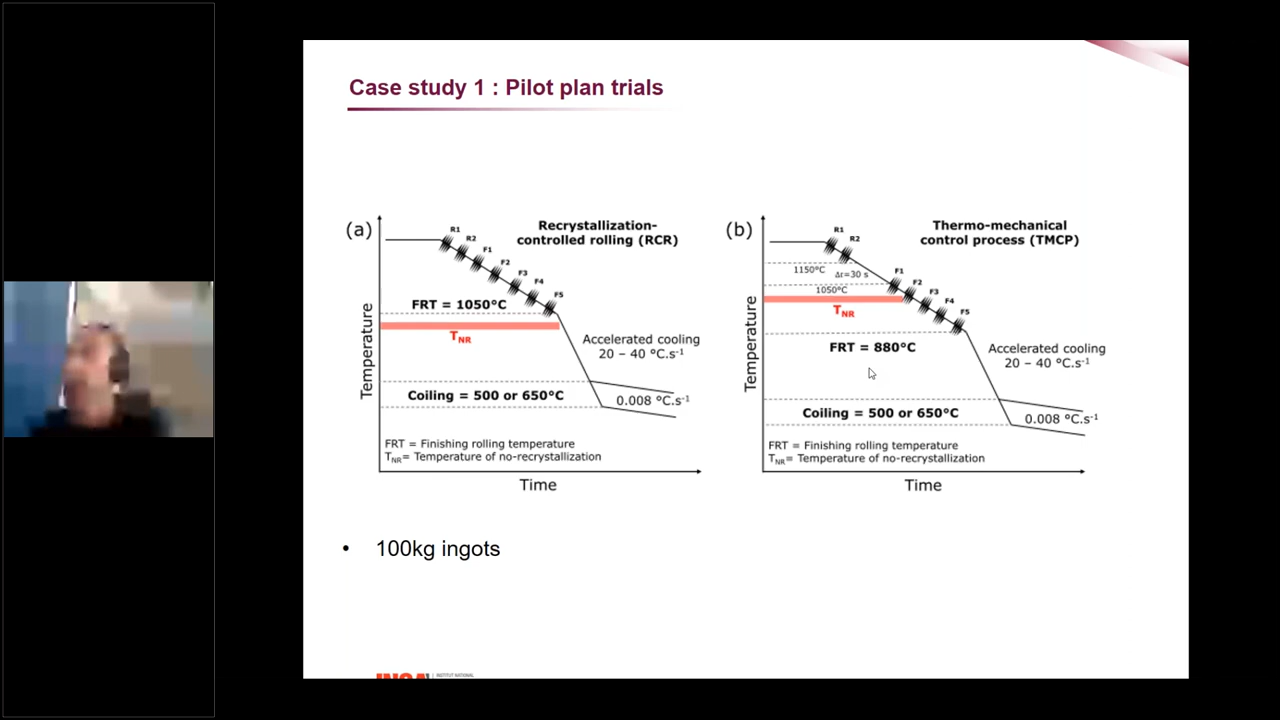 Case study 1 : Pilot plan trials
(a)
Recrystallization-
controlled rolling (RCR)
R1
R2
F1
F2
F3
F4
F5
FRT = 1050°C
TNR
Accelerated cooling
20 – 40 °C.s-1
Coiling = 500 or 650°C
0.008 °C.s-1
FRT = Finishing rolling temperature
TNR= Temperature of no-recrystallization
Temperature
Time
(b)
Thermo-mechanical
control process (TMCP)
R1
R2
1150°C
Δt=30 s
F1
1050°C
F2
F3
F4
F5
TNR
FRT = 880°C
Accelerated cooling
20 – 40 °C.s-1
Coiling = 500 or 650°C
0.008 °C.s-1
FRT = Finishing rolling temperature
TNR= Temperature of no-recrystallization
Temperature
Time
• 100kg ingots
INSA
INSTITUT NATIONAL